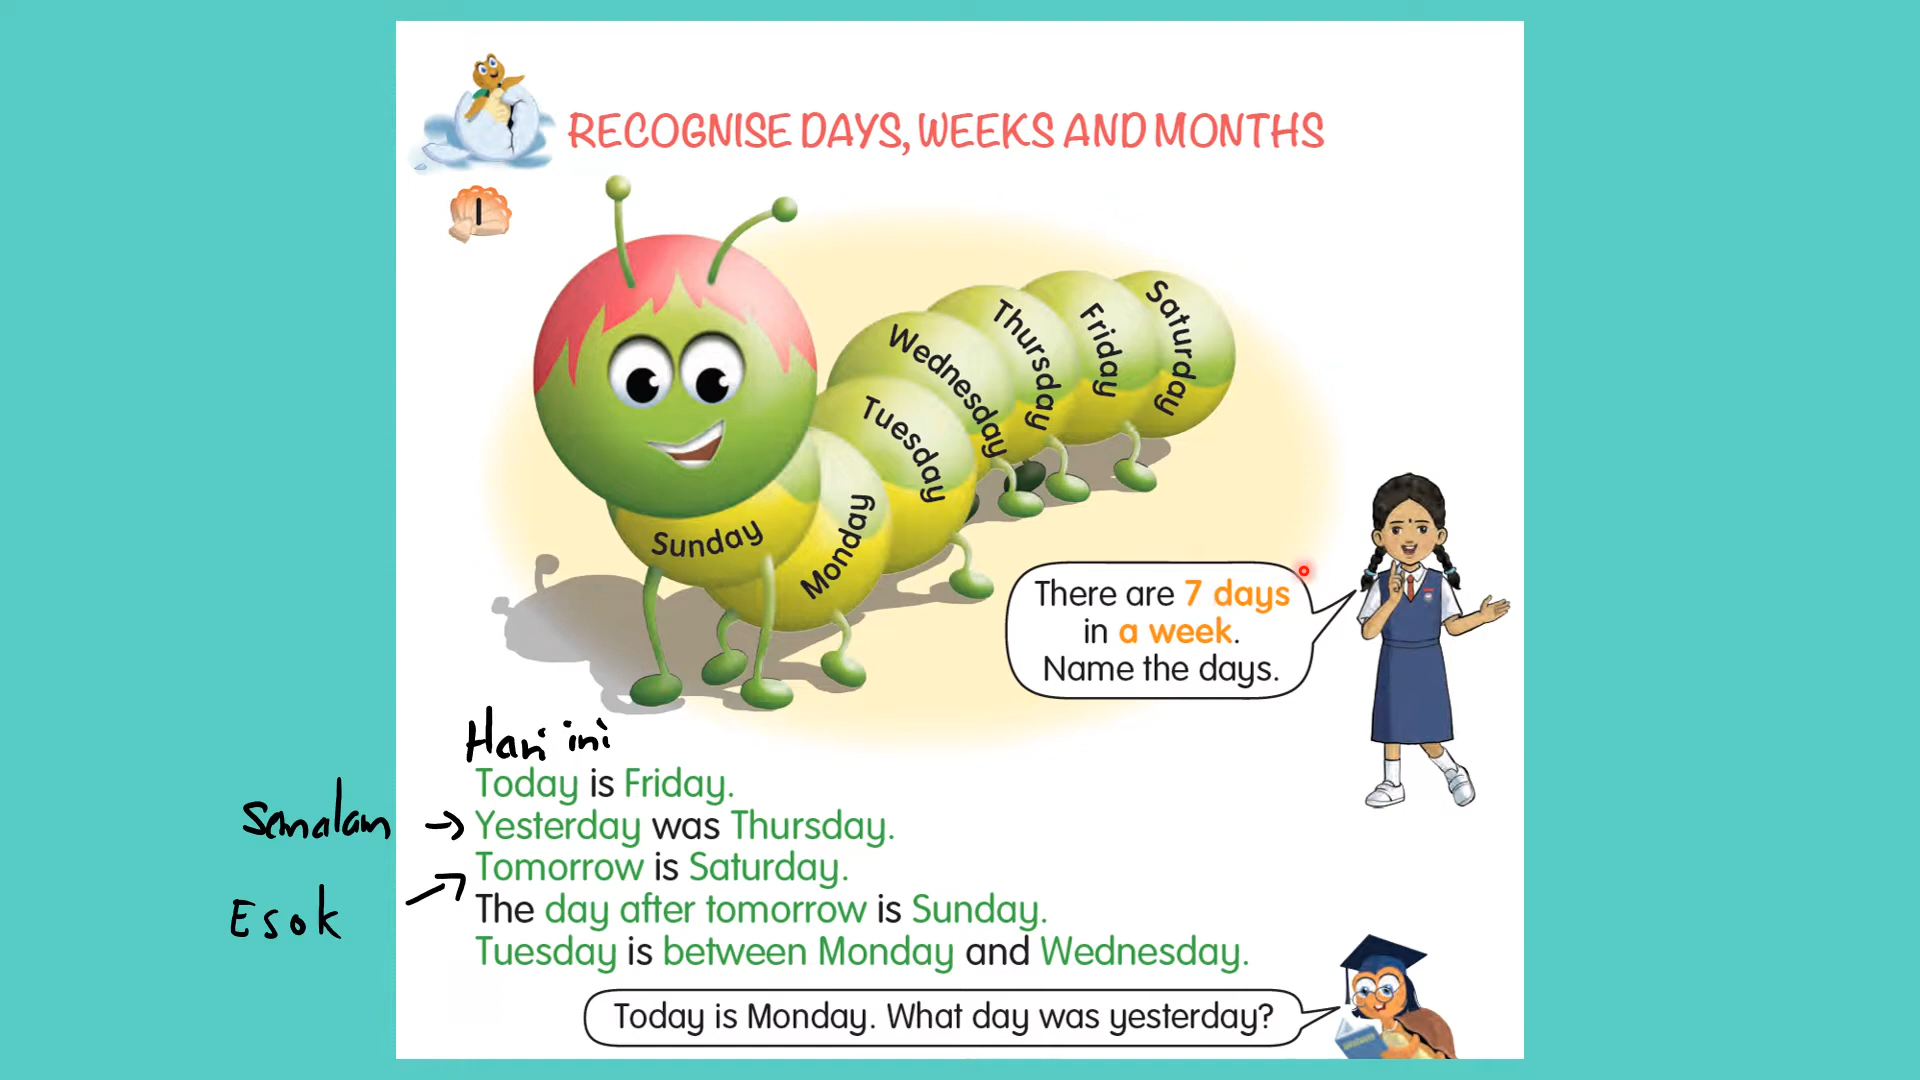 RECOGNISE DAYS, WEEKS AND MONTHS
1
Sunday
Monday
Tuesday
Wednesday
Thursday
Friday
Saturday
There are 7 days
in a week.
Name the days.
Hari ini
Today is Friday.
Semalam → Yesterday was Thursday.
Tomorrow is Saturday.
Esok
The day after tomorrow is Sunday.
Tuesday is between Monday and Wednesday.
Today is Monday. What day was yesterday?